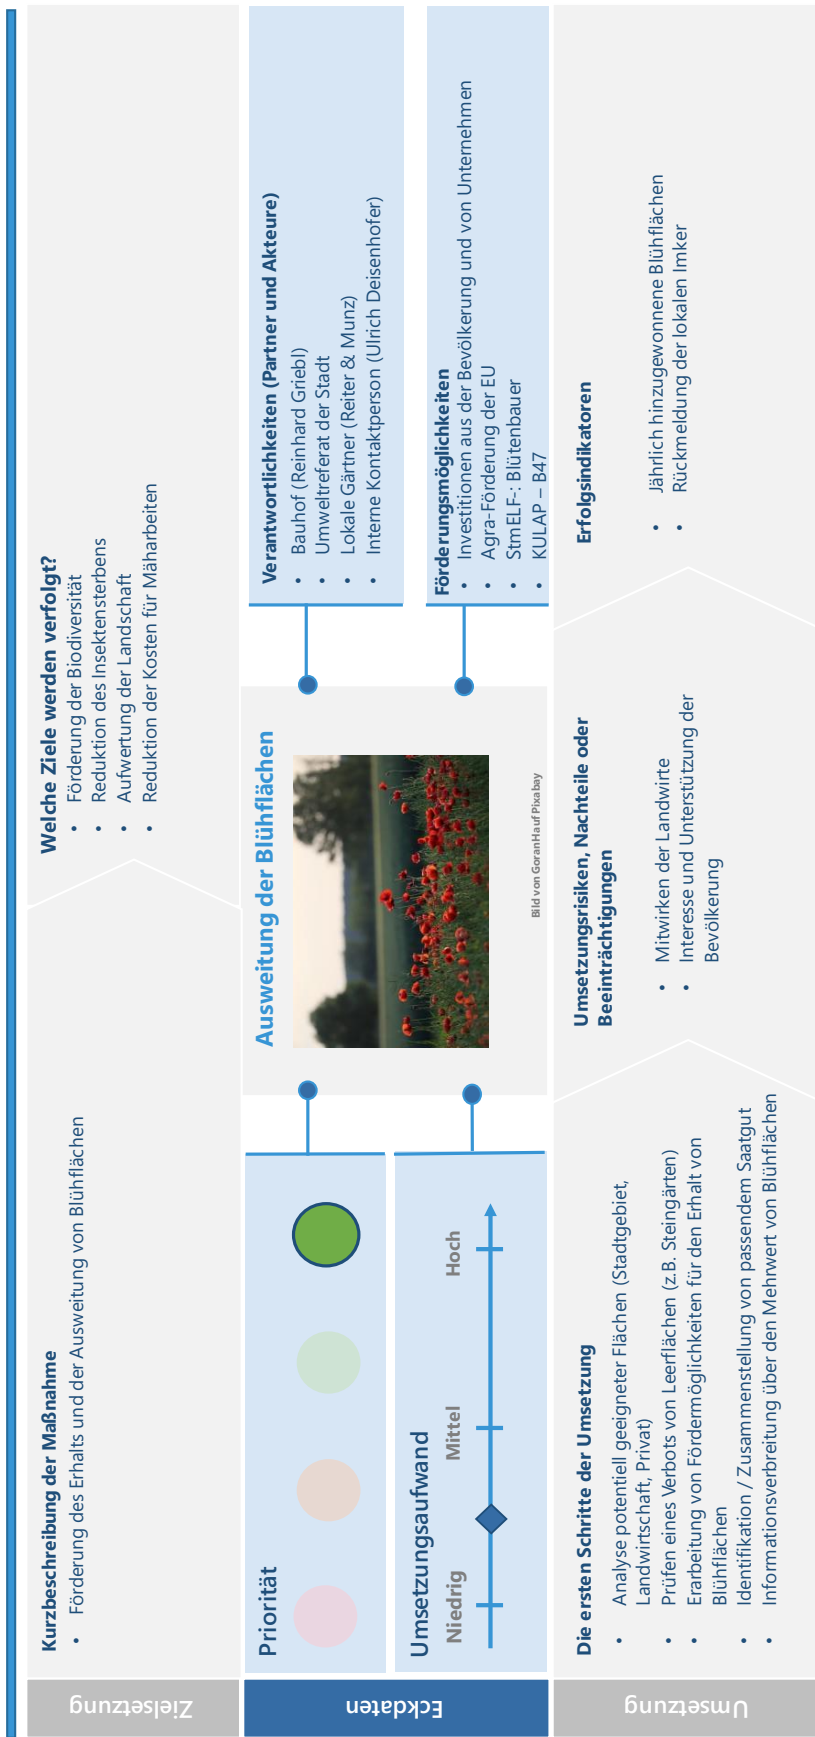 Zielsetzung
Kurzbeschreibung der Maßnahme
• Förderung des Erhalts und der Ausweitung von Blühflächen
Welche Ziele werden verfolgt?
• Förderung der Biodiversität
• Reduktion des Insektensterbens
• Aufwertung der Landschaft
• Reduktion der Kosten für Mäharbeiten
Eckdaten
Priorität
Umsetzungsaufwand
Niedrig Mittel Hoch
Ausweitung der Blühflächen
Bild von GoranHauf Pixabay
Verantwortlichkeiten (Partner und Akteure)
• Bauhof (Reinhard Griebl)
• Umweltreferat der Stadt
• Lokale Gärtner (Reiter & Munz)
• Interne Kontaktperson (Ulrich Deisenhofer)
Förderungsmöglichkeiten
• Investitionen aus der Bevölkerung und von Unternehmen
• Agra-Förderung der EU
• StmELF-: Blütenbauer
• KULAP – B47
Umsetzung
Die ersten Schritte der Umsetzung
• Analyse potentiell geeigneter Flächen (Stadtgebiet,
Landwirtschaft, Privat)
• Prüfen eines Verbots von Leerflächen (z.B. Steingärten)
• Erarbeitung von Fördermöglichkeiten für den Erhalt von
Blühflächen
• Identifikation / Zusammenstellung von passendem Saatgut
• Informationsverbreitung über den Mehrwert von Blühflächen
Umsetzungsrisiken, Nachteile oder
Beeinträchtigungen
• Mitwirken der Landwirte
• Interesse und Unterstützung der
Bevölkerung
Erfolgsindikatoren
• Jährlich hinzugewonnene Blühflächen
• Rückmeldung der lokalen Imker